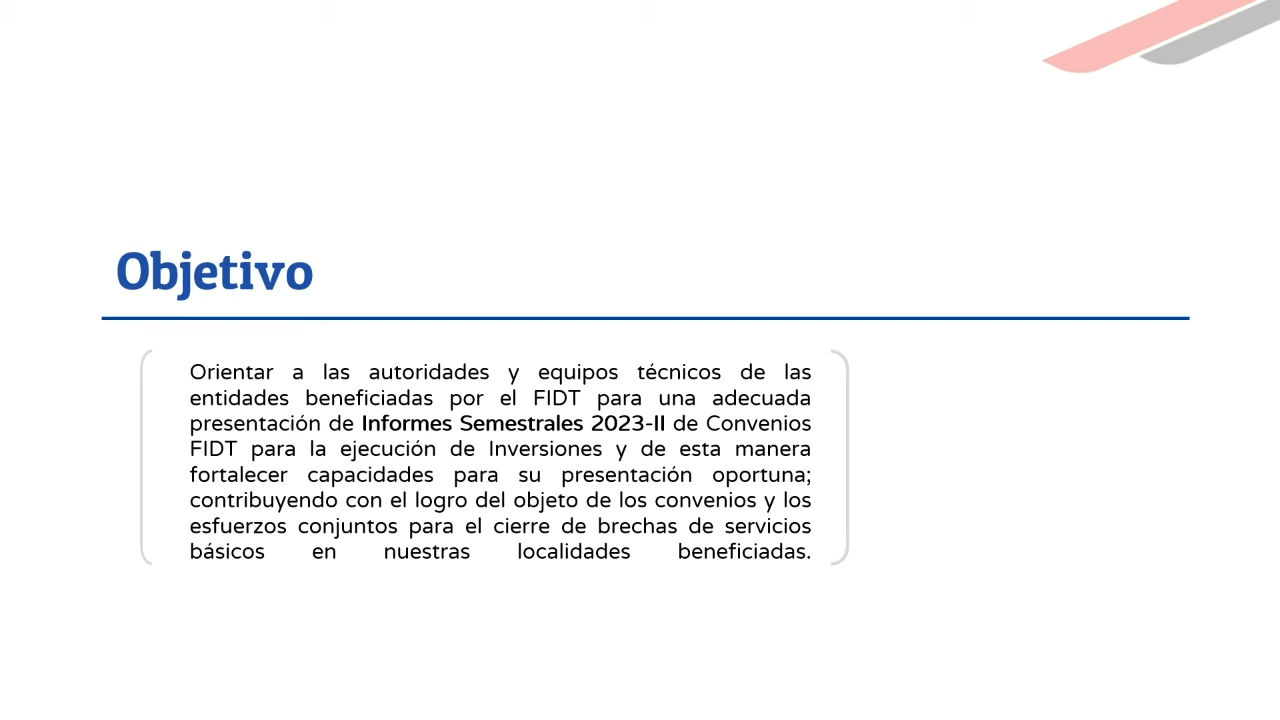 Objetivo
Orientar a las autoridades y equipos técnicos de las
entidades beneficiadas por el FIDT para una adecuada
presentación de Informes Semestrales 2023-II de Convenios
FIDT para la ejecución de Inversiones y de esta manera
fortalecer capacidades para su presentación oportuna;
contribuyendo con el logro del objeto de los convenios y los
esfuerzos conjuntos para el cierre de brechas de servicios
básicos en nuestras localidades beneficiadas.